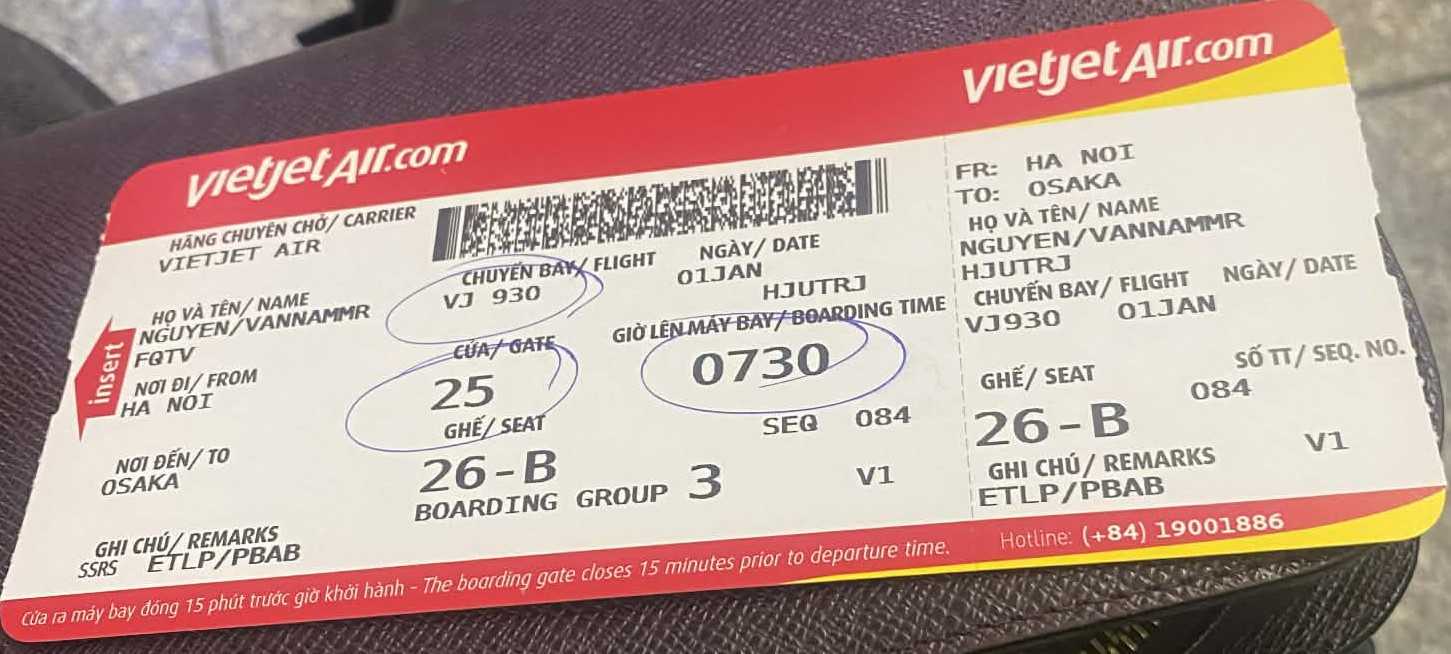 vietjetAir.com
HÃNG CHUYÊN CHỞ/ CARRIER
VIETJET AIR
HỌ VÀ TÊN/ NAME
NGUYEN/VANNAMMR
FQTV
NƠI ĐI/ FROM
HA NOI
NƠI ĐẾN/ TO
OSAKA
GHI CHÚ/ REMARKS
SSRS ETLP/PBAB
insert
CHUYẾN BAY/ FLIGHT
VJ 930
NGÀY/ DATE
01JAN
HJUTRJ
CỬA/ GATE
25
GIỜ LÊN MÁY BAY/ BOARDING TIME
0730
GHẾ/ SEAT
26-B
SEQ 084
BOARDING GROUP 3
V1
Cửa ra máy bay đóng 15 phút trước giờ khởi hành - The boarding gate closes 15 minutes prior to departure time.
vietjetAir.com
FR: HA NOI
TO: OSAKA
HỌ VÀ TÊN/ NAME
NGUYEN/VANNAMMR
HJUTRJ
CHUYẾN BAY/ FLIGHT NGÀY/ DATE
VJ930 01JAN
GHẾ/ SEAT SỐ TT/ SEQ. NO.
26-B 084
GHI CHÚ/ REMARKS V1
ETLP/PBAB
Hotline: (+84) 19001886